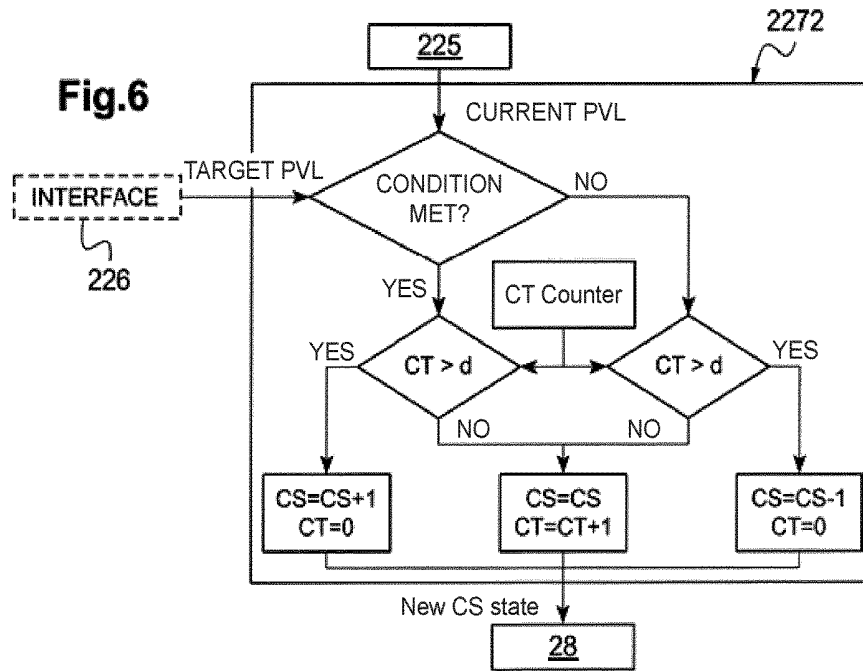 225
2272
Fig.6
CURRENT PVL
TARGET PVL
INTERFACE
226
CONDITION
MET?
NO
YES
CT Counter
YES
CT > d
CT > d
YES
NO
NO
CS=CS+1
CT=0
CS=CS
CT=CT+1
CS=CS-1
CT=0
New CS state
28